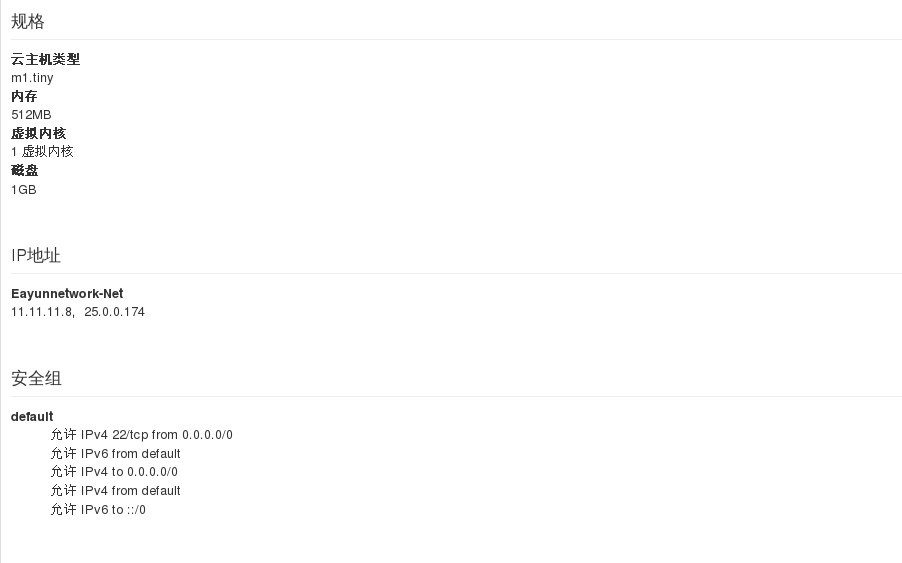 规格
云主机类型
m1.tiny
内存
512MB
虚拟内核
1 虚拟内核
磁盘
1GB
IP地址
Eayunnetwork-Net
11.11.11.8, 25.0.0.174
安全组
default
允许 IPv4 22/tcp from 0.0.0.0/0
允许 IPv6 from default
允许 IPv4 to 0.0.0.0/0
允许 IPv4 from default
允许 IPv6 to ::/0